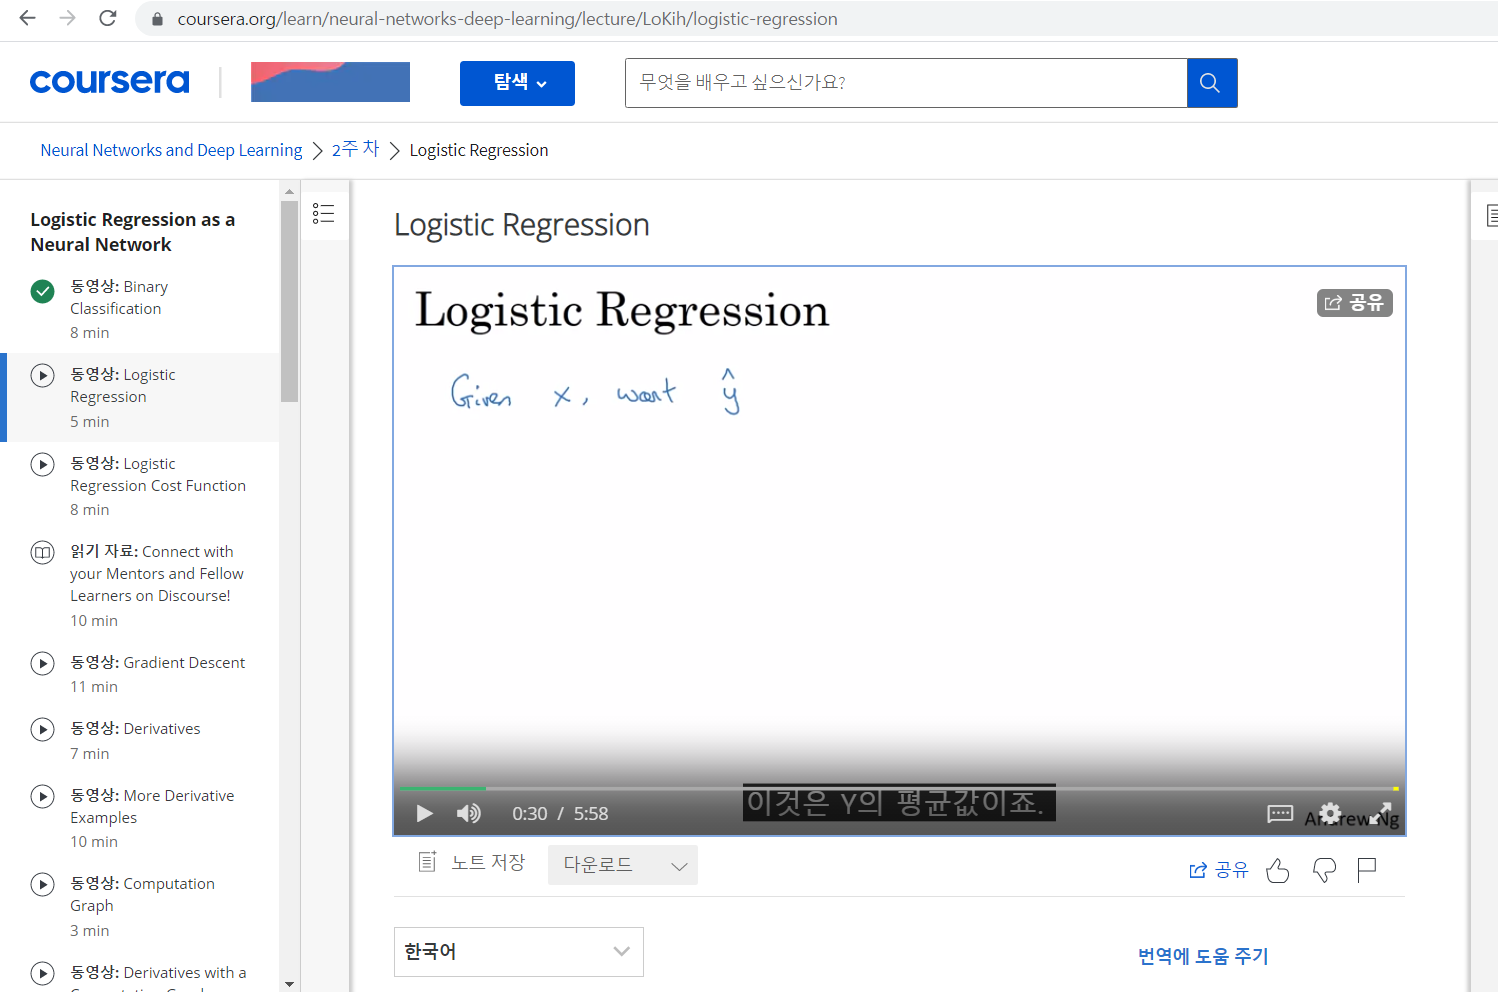 coursera.org/learn/neural-networks-deep-learning/lecture/LoKih/logistic-regression
coursera
탐색
무엇을 배우고 싶으신가요?
Neural Networks and Deep Learning > 2주 차 > Logistic Regression
Logistic Regression as a
Neural Network
동영상: Binary
Classification
8 min
동영상: Logistic
Regression
5 min
동영상: Logistic
Regression Cost Function
8 min
읽기 자료: Connect with
your Mentors and Fellow
Learners on Discourse!
10 min
동영상: Gradient Descent
11 min
동영상: Derivatives
7 min
동영상: More Derivative
Examples
10 min
동영상: Computation
Graph
3 min
동영상: Derivatives with a
Logistic Regression
Logistic Regression
공유
Given x, want ŷ
이것은 Y의 평균값이죠.
0:30 / 5:58
Andrew Ng
노트 저장
다운로드
공유
한국어
번역에 도움 주기